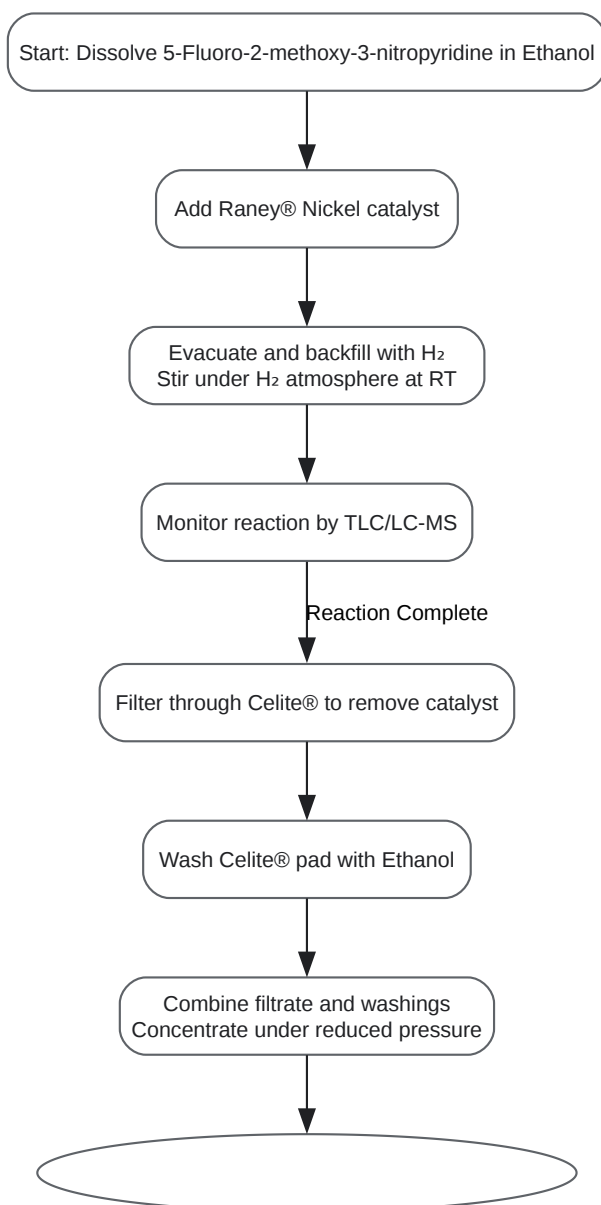 Start: Dissolve 5-Fluoro-2-methoxy-3-nitropyridine in Ethanol
Add Raney® Nickel catalyst
Evacuate and backfill with H₂
Stir under H₂ atmosphere at RT
Monitor reaction by TLC/LC-MS
Reaction Complete
Filter through Celite® to remove catalyst
Wash Celite® pad with Ethanol
Combine filtrate and washings
Concentrate under reduced pressure